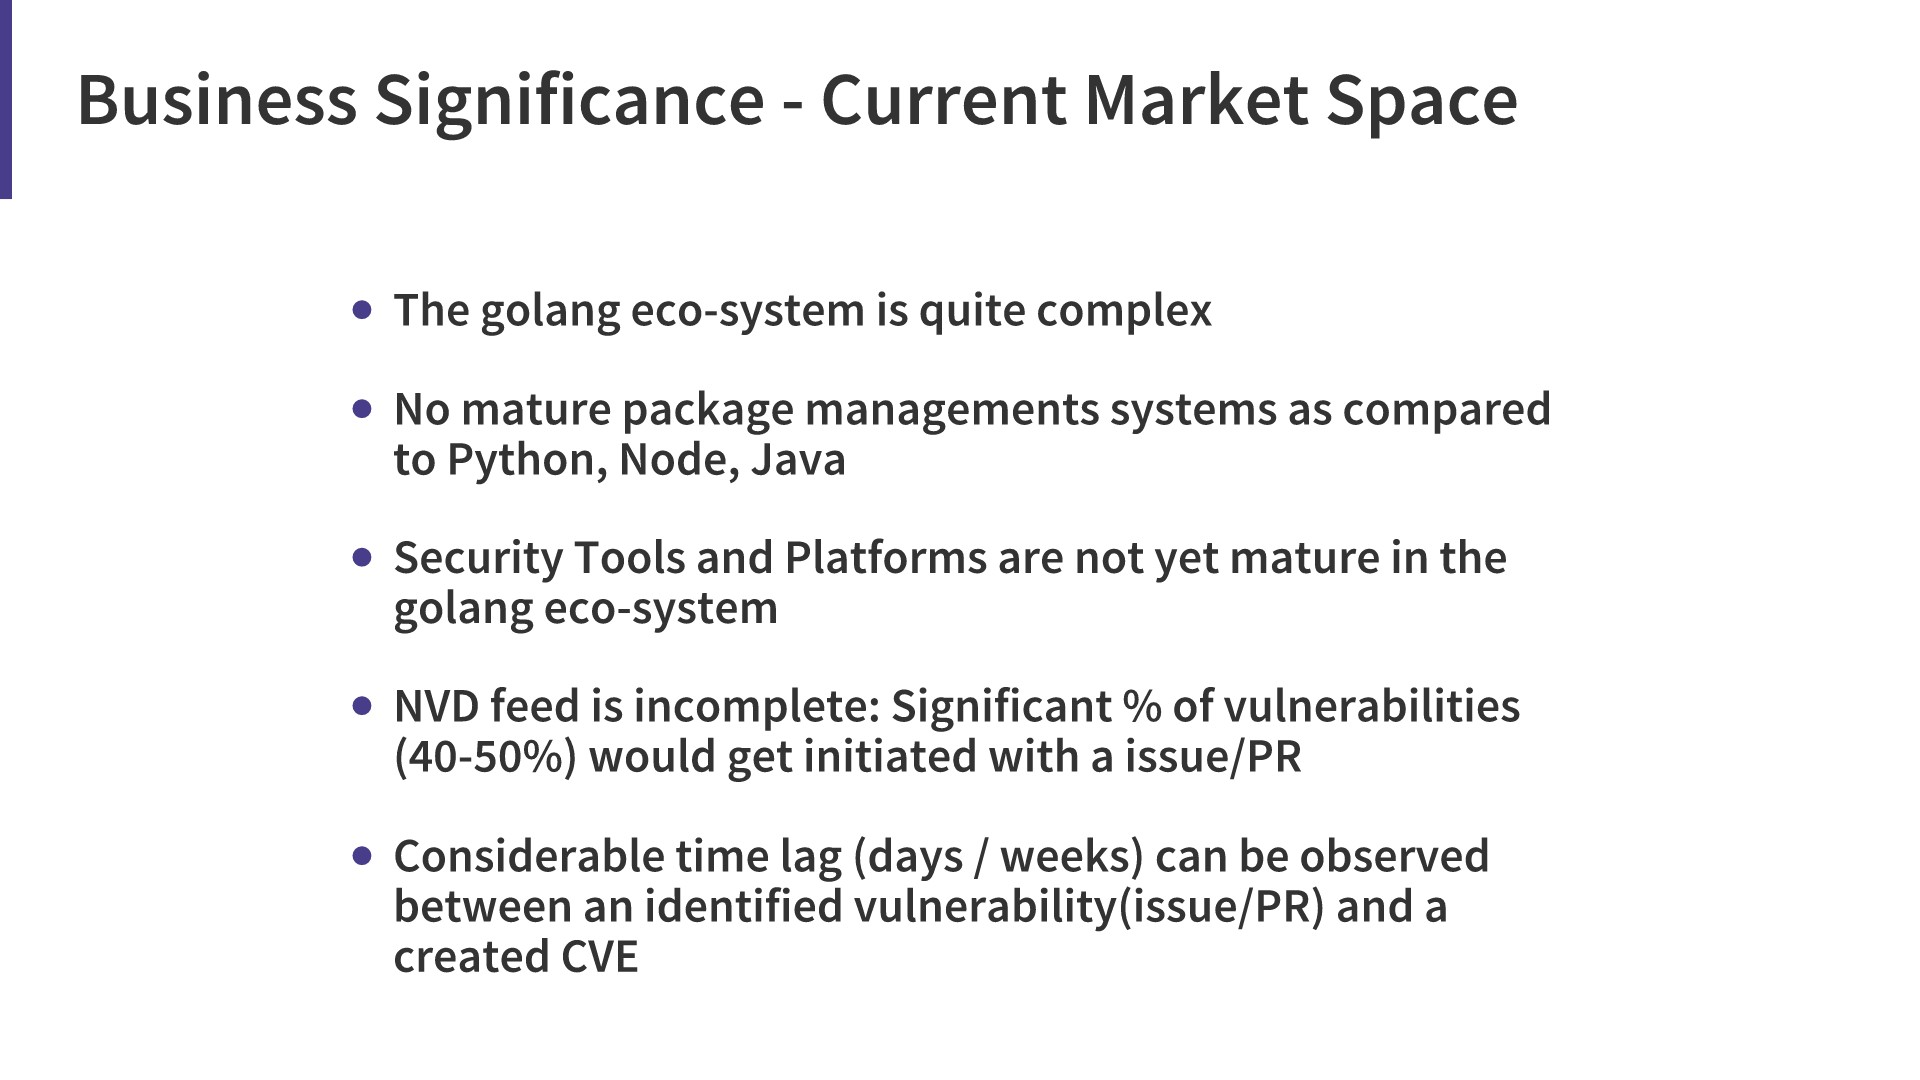 Business Significance - Current Market Space
• The golang eco-system is quite complex
• No mature package managements systems as compared
to Python, Node, Java
• Security Tools and Platforms are not yet mature in the
golang eco-system
• NVD feed is incomplete: Significant % of vulnerabilities
(40-50%) would get initiated with a issue/PR
• Considerable time lag (days / weeks) can be observed
between an identified vulnerability(issue/PR) and a
created CVE